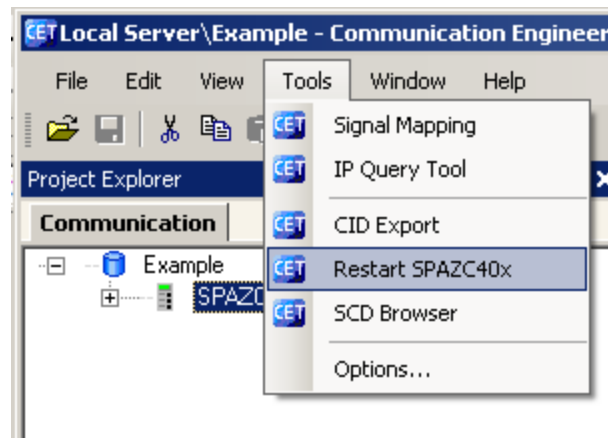 CET Local Server\Example - Communication Engineer
File Edit View Tools Window Help
CET Signal Mapping
CET IP Query Tool
Project Explorer
Communication
CET CID Export
Example
CET Restart SPAZC40x
SPAZC
CET SCD Browser
Options...